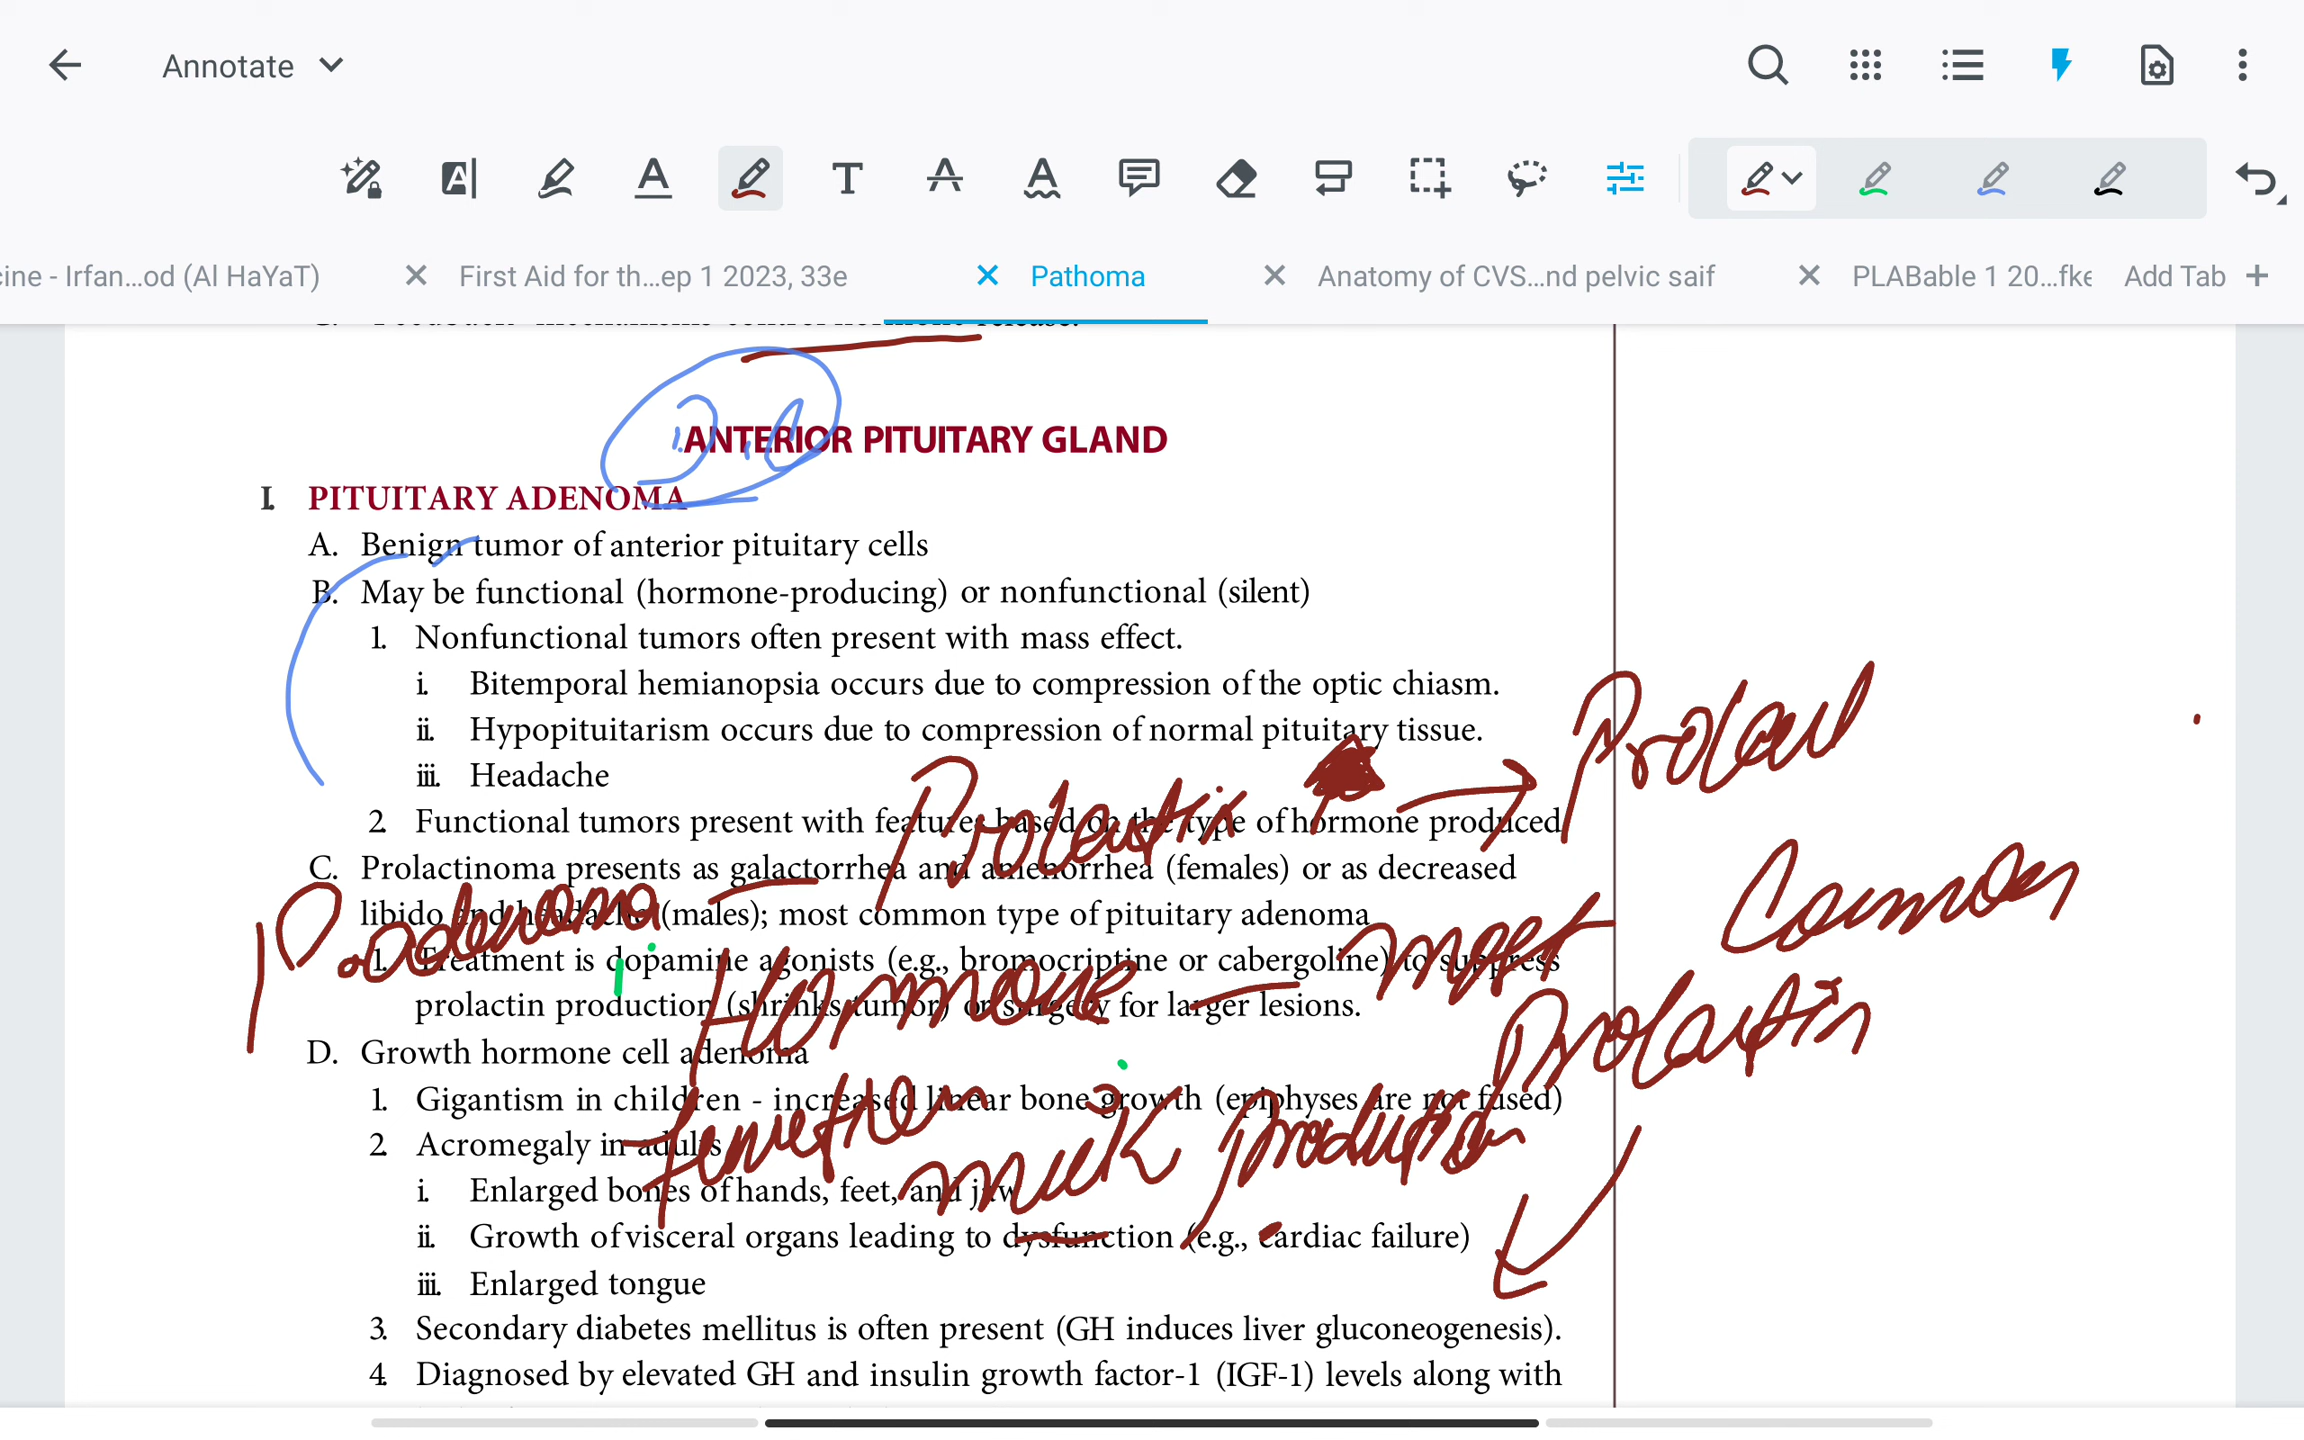 Annotate
cine - Irfan...od (Al HaYaT) First Aid for th...ep 1 2023, 33e Pathoma Anatomy of CVS...nd pelvic saif PLABable 1 20...fke Add Tab +
ANTERIOR PITUITARY GLAND
I. PITUITARY ADENOMA
A. Benign tumor of anterior pituitary cells
B. May be functional (hormone-producing) or nonfunctional (silent)
1. Nonfunctional tumors often present with mass effect.
i. Bitemporal hemianopsia occurs due to compression of the optic chiasm.
ii. Hypopituitarism occurs due to compression of normal pituitary tissue.
iii. Headache
2. Functional tumors present with features based on the type of hormone produced
C. Prolactinoma presents as galactorrhea and amenorrhea (females) or as decreased
libido and headache (males); most common type of pituitary adenoma
1. Treatment is dopamine agonists (e.g., bromocriptine or cabergoline) to suppress
prolactin production (shrinks tumor) or surgery for larger lesions.
D. Growth hormone cell adenoma
1. Gigantism in children - increased linear bone growth (epiphyses are not fused)
2. Acromegaly in adults
i. Enlarged bones of hands, feet, and jaw
ii. Growth of visceral organs leading to dysfunction (e.g., cardiac failure)
iii. Enlarged tongue
3. Secondary diabetes mellitus is often present (GH induces liver gluconeogenesis).
4. Diagnosed by elevated GH and insulin growth factor-1 (IGF-1) levels along with
Prolactin
P. adenoma
Hormone
Prolactin
Production